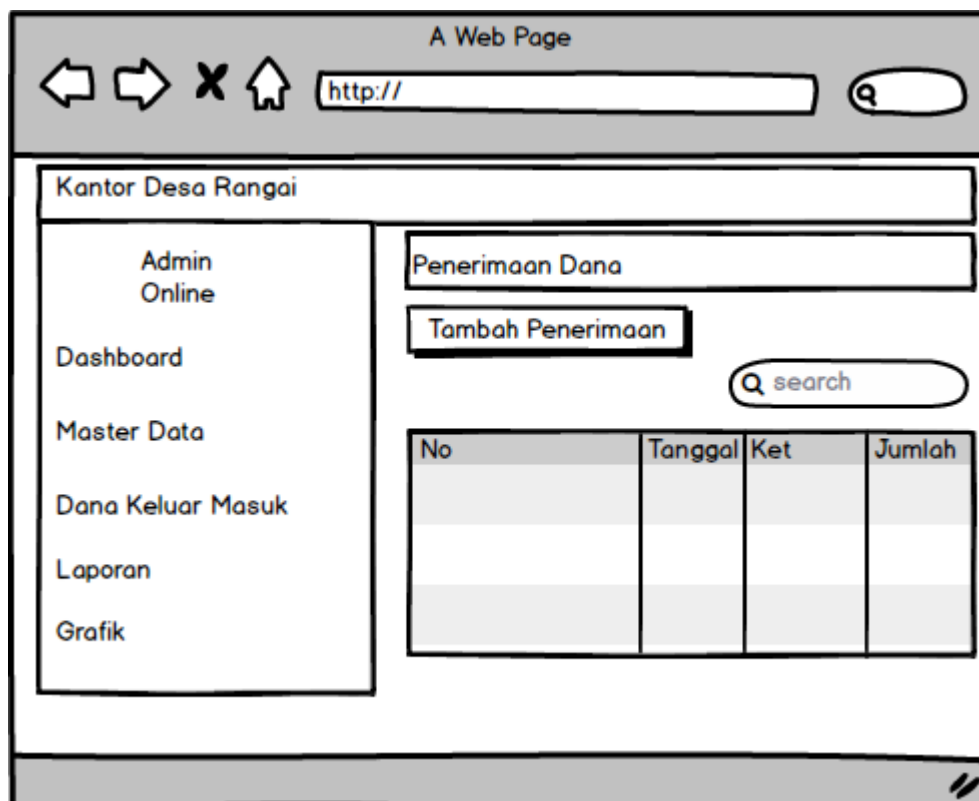 A Web Page
http://
Kantor Desa Rangai
Admin
Online
Dashboard
Master Data
Dana Keluar Masuk
Laporan
Grafik
Penerimaan Dana
Tambah Penerimaan
search
No Tanggal Ket Jumlah